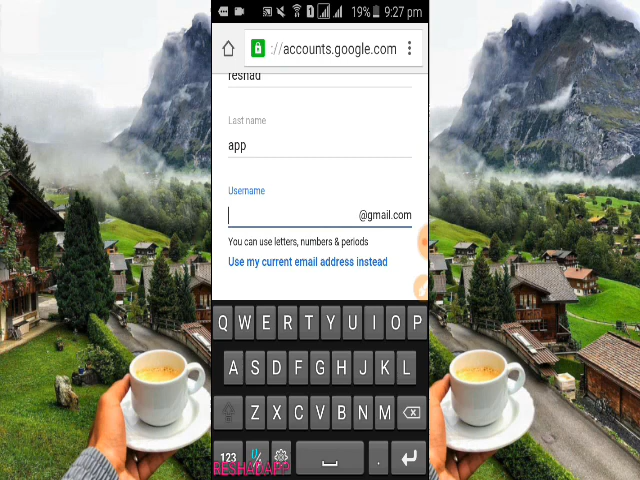 19% 9:27 pm
://accounts.google.com
reshad
Last name
app
Username
@gmail.com
You can use letters, numbers & periods
Use my current email address instead
Q W E R T Y U I O P
A S D F G H J K L
Z X C V B N M
123 .
RESHADAPP